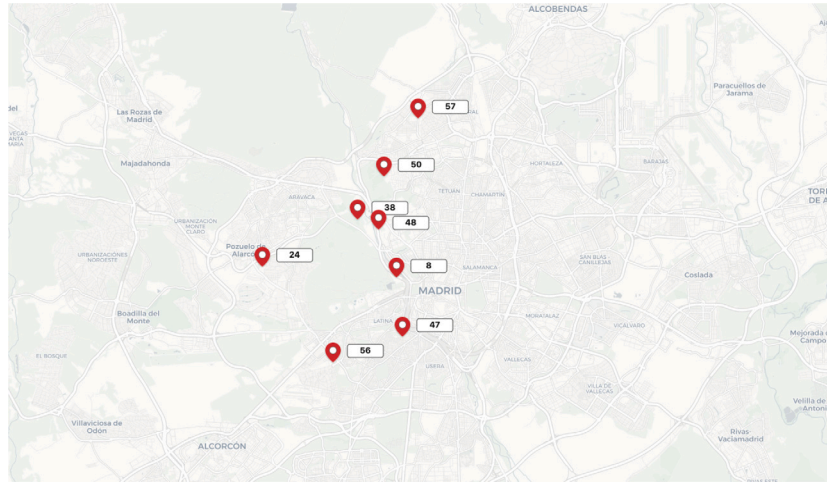 ALCOBENDAS
57
Paracuellos de
Jarama
Las Rozas de
Madrid
Majadahonda
50
HORTALEZA
BARAJAS
TETUÁN
CHAMARTÍN
ARAVACA
38
48
URBANIZACIÓN
MONTE
CLARO
Pozuelo de
Alarcón
24
URBANIZACIONES
NOROESTE
8
SALAMANCA
SAN BLAS
CANILLEJAS
Coslada
MADRID
Boadilla del
Monte
LATINA
47
MORATALAZ
VICÁLVARO
Mejorada
Campo
56
EL BOSQUE
USERA
VALLECAS
VILLA DE
VALLECAS
Velilla de
Antoni
Villaviciosa de
Odón
ALCORCÓN
Rivas-
Vaciamadrid